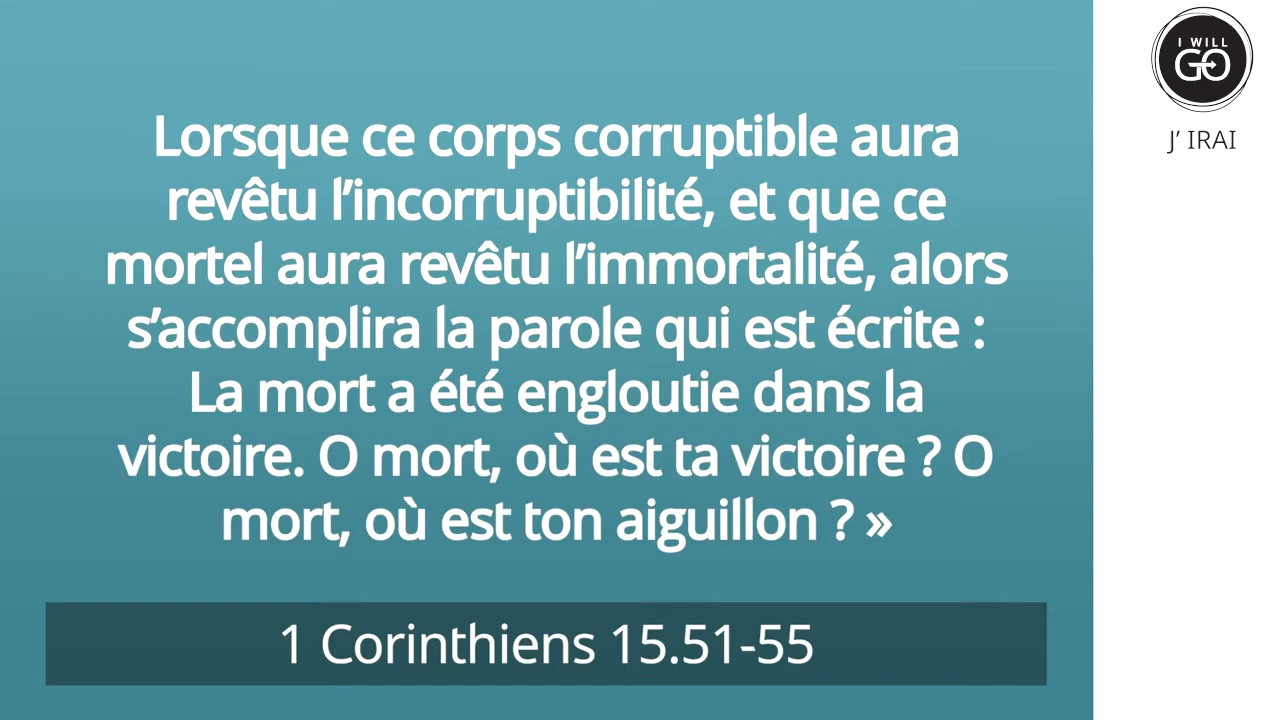 Lorsque ce corps corruptible aura
revêtu l’incorruptibilité, et que ce
mortel aura revêtu l’immortalité, alors
s’accomplira la parole qui est écrite :
La mort a été engloutie dans la
victoire. O mort, où est ta victoire ? O
mort, où est ton aiguillon ? »
1 Corinthiens 15.51-55
I WILL
GO
J’ IRAI